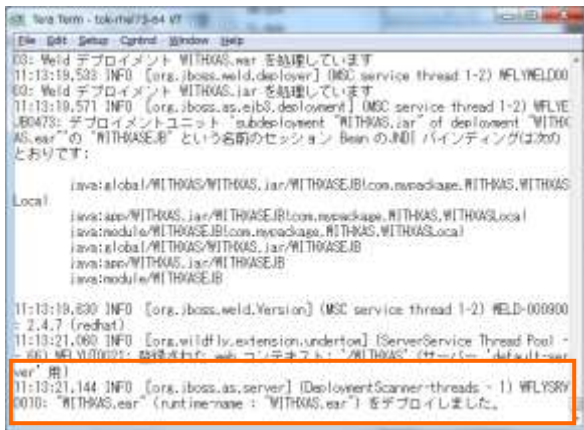 Tera Term - tok-rhel73-64 VT
File Edit Setup Control Window Help
03: Weld デプロイメント WITHXAS.war を処理しています
11:13:19,533 INFO [org.jboss.weld.deployer] (MSC service thread 1-2) WFLYWELD00
03: Weld デプロイメント WITHXAS.jar を処理しています
11:13:19,571 INFO [org.jboss.as.ejb3.deployment] (MSC service thread 1-2) WFLYE
JB0473: デプロイメントユニット 'subdeployment "WITHXAS.jar" of deployment "WITHX
AS.ear"'の "WITHXASEJB" という名前のセッション Bean のJNDI バインディングは次の
とおりです:
java:global/WITHXAS/WITHXAS.jar/WITHXASEJB!com.mypackage.WITHXAS.WITHXAS
Local
java:app/WITHXAS.jar/WITHXASEJB!com.mypackage.WITHXAS.WITHXASLocal
java:module/WITHXASEJB!com.mypackage.WITHXAS.WITHXASLocal
java:global/WITHXAS/WITHXAS.jar/WITHXASEJB
java:app/WITHXAS.jar/WITHXASEJB
java:module/WITHXASEJB
11:13:19,630 INFO [org.jboss.weld.Version] (MSC service thread 1-2) WELD-000900
: 2.4.7 (redhat)
11:13:21,060 INFO [org.wildfly.extension.undertow] (ServerService Thread Pool -
- 66) WFLYUT0021: 登録された web コンテキスト: '/WITHXAS' (サーバー 'default-ser
ver' 用)
11:13:21,144 INFO [org.jboss.as.server] (DeploymentScanner-threads - 1) WFLYSRV
0010: "WITHXAS.ear" (runtime-name : "WITHXAS.ear") をデプロイしました。